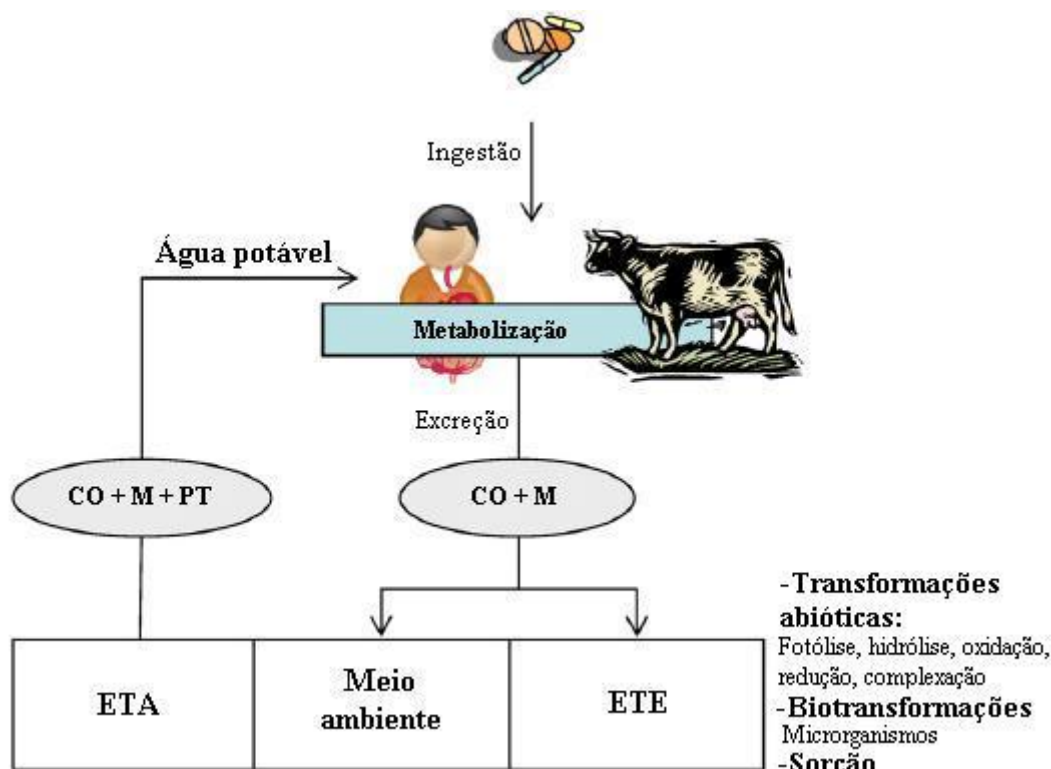 Ingestão
Água potável
Metabolização
Excreção
CO + M + PT
CO + M
ETA
Meio
ambiente
ETE
-Transformações
abióticas:
Fotólise, hidrólise, oxidação,
redução, complexação
-Biotransformações
Microrganismos
-Sorção